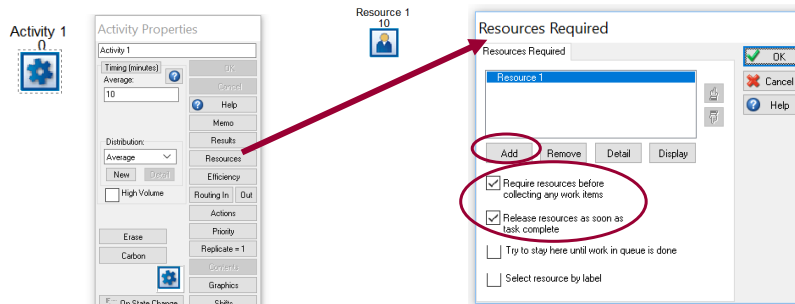 Activity 1
0
Activity Properties
Activity 1
Timing (minutes)
Average:
10
Distribution:
Average
New
Detail
High Volume
Erase
Carbon
On State Change
OK
Cancel
Help
Memo
Results
Resources
Efficiency
Routing In
Out
Actions
Priority
Replicate = 1
Contents
Graphics
Shifts
Resource 1
10
Resources Required
Resources Required
Resource 1
Add
Remove
Detail
Display
Require resources before
collecting any work items
Release resources as soon as
task complete
Try to stay here until work in queue is done
Select resource by label
OK
Cancel
Help